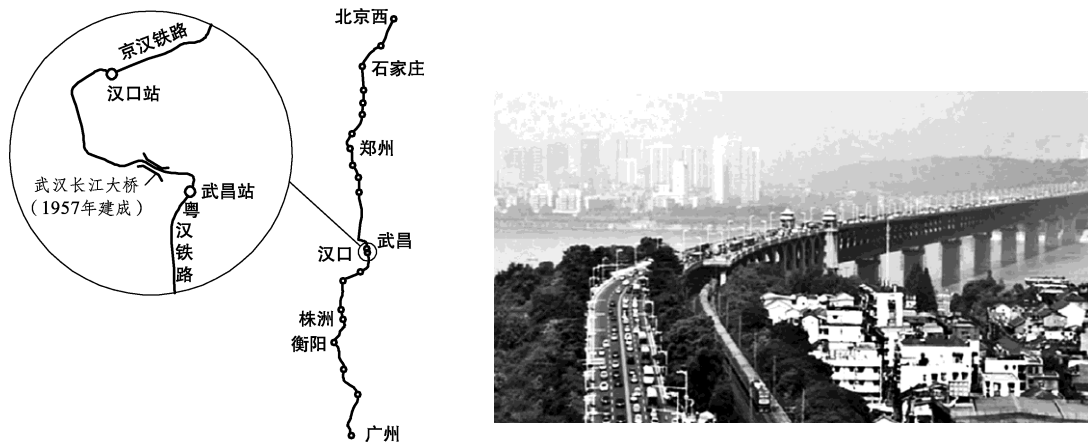 京汉铁路
汉口站
武汉长江大桥
（1957年建成）
武昌站
粤汉铁路
北京西
石家庄
郑州
武昌
汉口
株洲
衡阳
广州